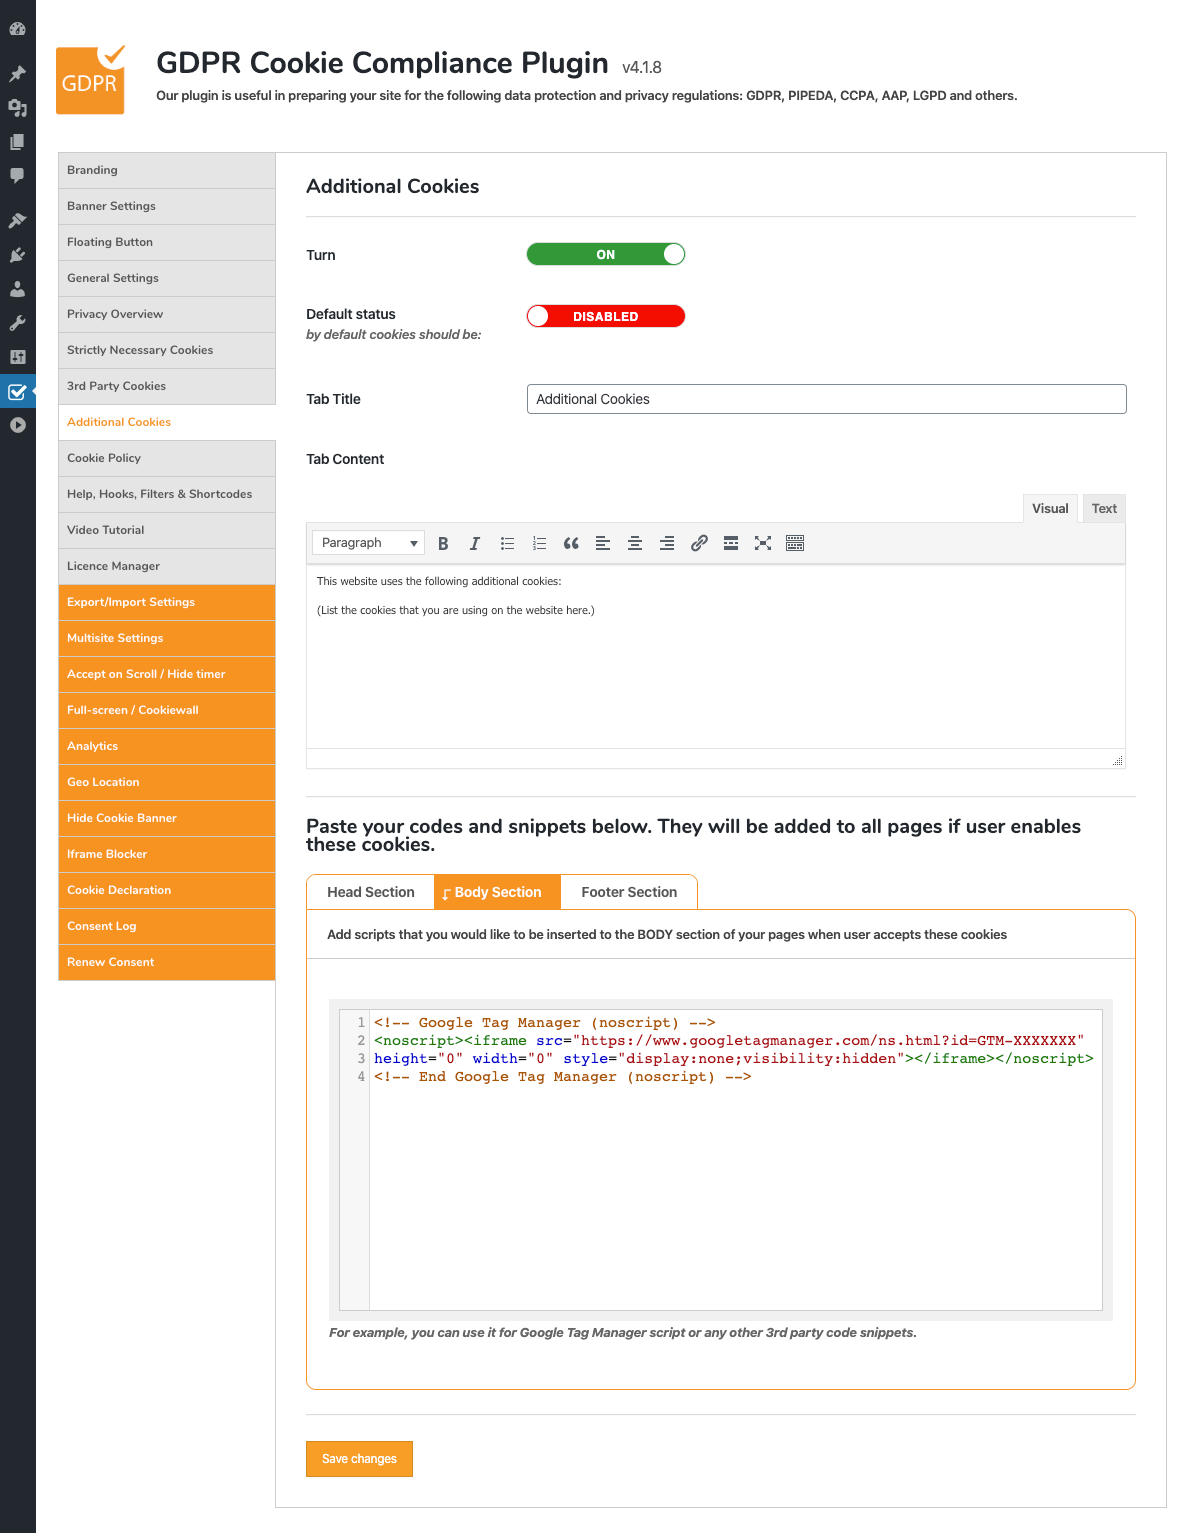 GDPR
GDPR Cookie Compliance Plugin v4.1.8
Our plugin is useful in preparing your site for the following data protection and privacy regulations: GDPR, PIPEDA, CCPA, AAP, LGPD and others.
Branding
Banner Settings
Floating Button
General Settings
Privacy Overview
Strictly Necessary Cookies
3rd Party Cookies
Additional Cookies
Cookie Policy
Help, Hooks, Filters & Shortcodes
Video Tutorial
Licence Manager
Export/Import Settings
Multisite Settings
Accept on Scroll / Hide timer
Full-screen / Cookiewall
Analytics
Geo Location
Hide Cookie Banner
Iframe Blocker
Cookie Declaration
Consent Log
Renew Consent
Additional Cookies
Turn
ON
Default status
DISABLED
by default cookies should be:
Tab Title
Additional Cookies
Tab Content
Visual Text
Paragraph
This website uses the following additional cookies:
(List the cookies that you are using on the website here.)
Paste your codes and snippets below. They will be added to all pages if user enables
these cookies.
Head Section Body Section Footer Section
Add scripts that you would like to be inserted to the BODY section of your pages when user accepts these cookies
1 <!-- Google Tag Manager (noscript) -->
2 <noscript><iframe src="https://www.googletagmanager.com/ns.html?id=GTM-XXXXXXX"
3 height="0" width="0" style="display:none;visibility:hidden"></iframe></noscript>
4 <!-- End Google Tag Manager (noscript) -->
For example, you can use it for Google Tag Manager script or any other 3rd party code snippets.
Save changes